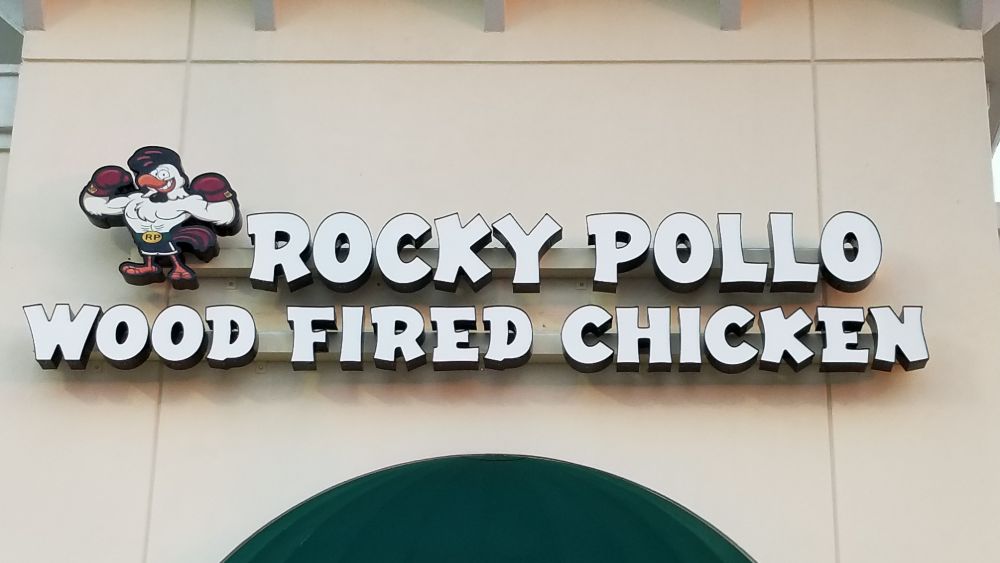 RP
ROCKY POLLO
WOOD FIRED CHICKEN